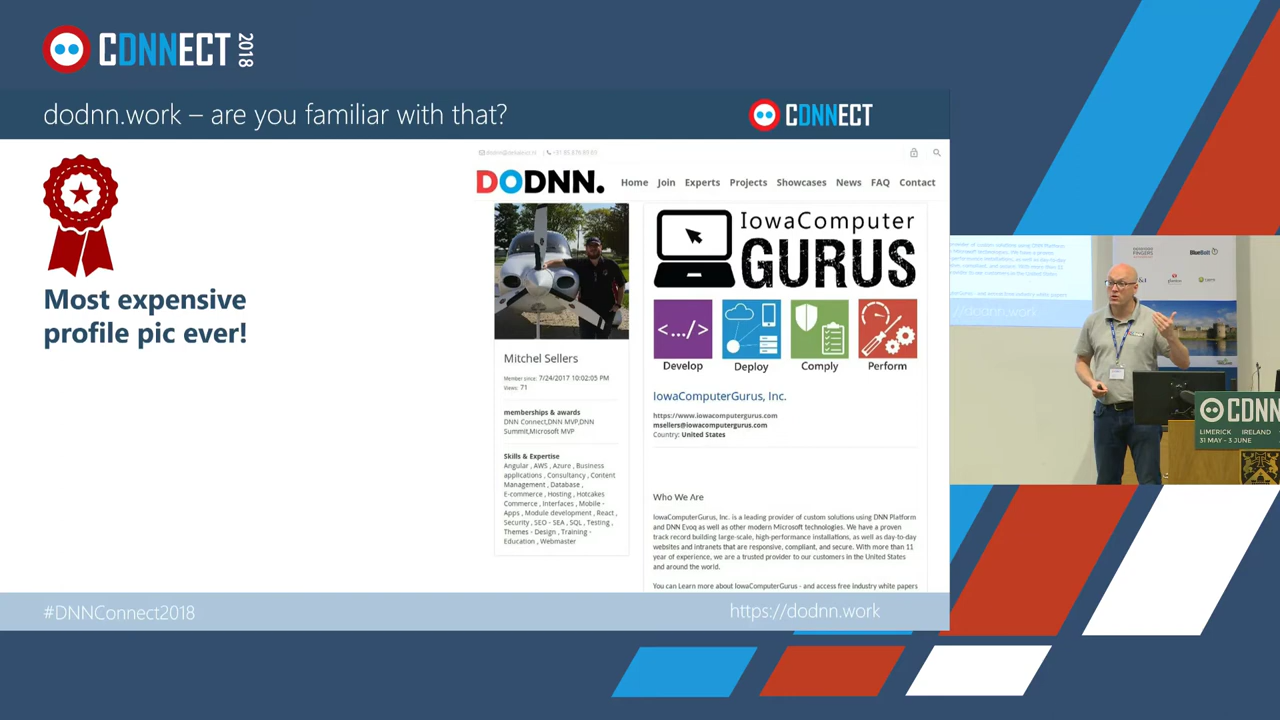 CDNNECT 2018
dodnn.work – are you familiar with that?
CDNNECT
Most expensive
profile pic ever!
DODNN.
Home Join Experts Projects Showcases News FAQ Contact
Mitchel Sellers
Member since: 7/24/2017 10:02:05 PM
Views: 71
memberships & awards
DNN Connect,DNN MVP,DNN
Summit,Microsoft MVP
Skills & Expertise
Angular , AWS , Azure , Business
applications , Consultancy , Content
Management , Database ,
E-commerce , Hosting , Hotcakes
Commerce , Interfaces , Mobile -
Apps , Module development , React ,
Security , SEO - SEA , SQL , Testing ,
Themes - Design , Training -
Education , Webmaster
IowaComputer
GURUS
<.../>
Develop Deploy Comply Perform
IowaComputerGurus, Inc.
https://www.iowacomputergurus.com
msellers@iowacomputergurus.com
Country: United States
Who We Are
IowaComputerGurus, Inc. is a leading provider of custom solutions using DNN Platform
and DNN Evoq as well as other modern Microsoft technologies. We have a proven
track record building large-scale, high-performance installations, as well as day-to-day
websites and intranets that are responsive, compliant, and secure. With more than 11
year of experience, we are a trusted provider to our customers in the United States
and around the world.
You can Learn more about IowaComputerGurus - and access free industry white papers
#DNNConnect2018
https://dodnn.work
//dodnn.work
CDNN
LIMERICK IRELAND
31 MAY - 3 JUNE